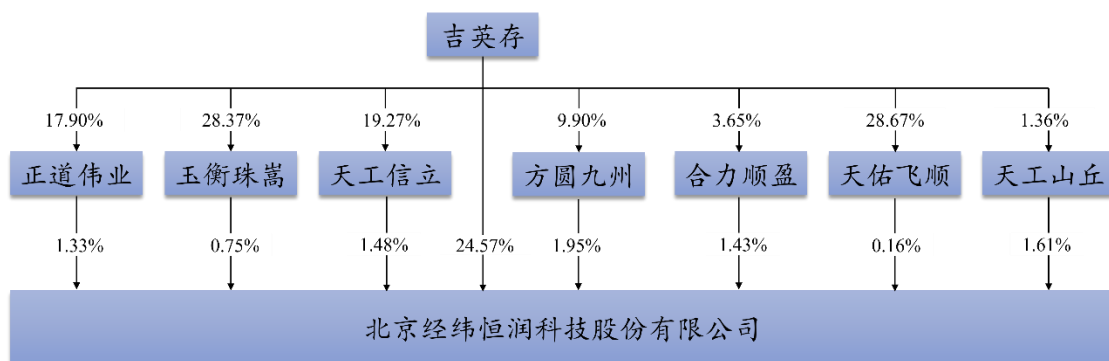 吉英存
17.90% 28.37% 19.27% 9.90% 3.65% 28.67% 1.36%
正道伟业 玉衡珠嵩 天工信立 方圆九州 合力顺盈 天佑飞顺 天工山丘
1.33% 0.75% 1.48% 24.57% 1.95% 1.43% 0.16% 1.61%
北京经纬恒润科技股份有限公司